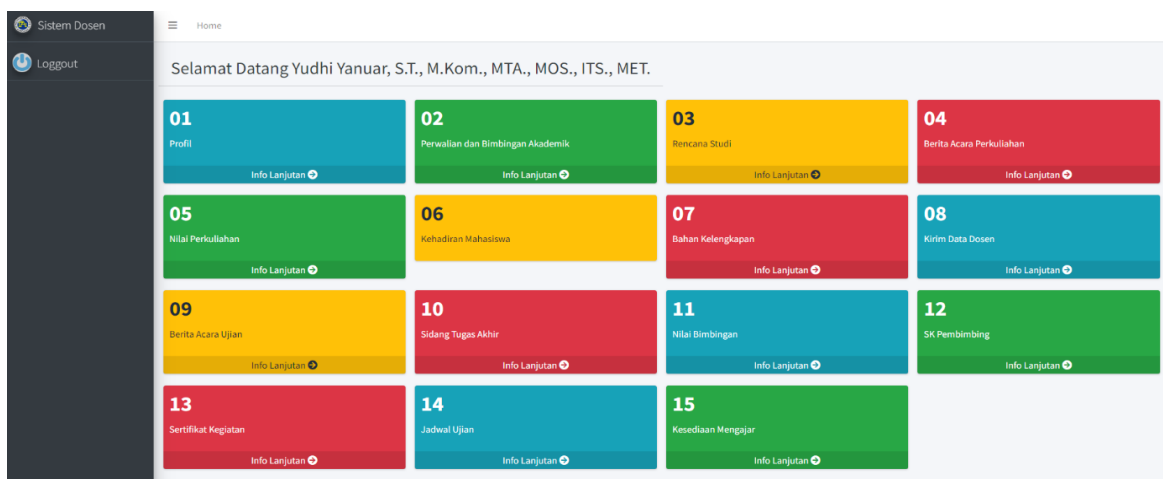 Sistem Dosen
Home
Loggout
Selamat Datang Yudhi Yanuar, S.T., M.Kom., MTA., MOS., ITS., MET.
01
Profil
Info Lanjutan
02
Perwalian dan Bimbingan Akademik
Info Lanjutan
03
Rencana Studi
Info Lanjutan
04
Berita Acara Perkuliahan
Info Lanjutan
05
Nilai Perkuliahan
Info Lanjutan
06
Kehadiran Mahasiswa
07
Bahan Kelengkapan
Info Lanjutan
08
Kirim Data Dosen
Info Lanjutan
09
Berita Acara Ujian
Info Lanjutan
10
Sidang Tugas Akhir
Info Lanjutan
11
Nilai Bimbingan
Info Lanjutan
12
SK Pembimbing
Info Lanjutan
13
Sertifikat Kegiatan
Info Lanjutan
14
Jadwal Ujian
Info Lanjutan
15
Kesediaan Mengajar
Info Lanjutan